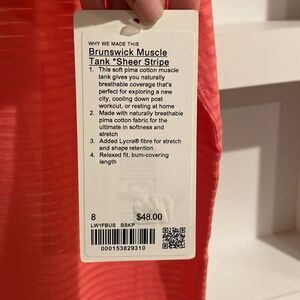 WHY WE MADE THIS
Brunswick Muscle
Tank *Sheer Stripe
1. This soft pima cotton muscle
tank gives you naturally
breathable coverage that's
perfect for exploring a new
city, cooling down post
workout, or resting at home
2. Made with naturally breathable
pima cotton fabric for the
ultimate in softness and
stretch
3. Added Lycra® fibre for stretch
and shape retention
4. Relaxed fit, bum-covering
length
8 $48.00
LW1FBUS SSKP
000153829310